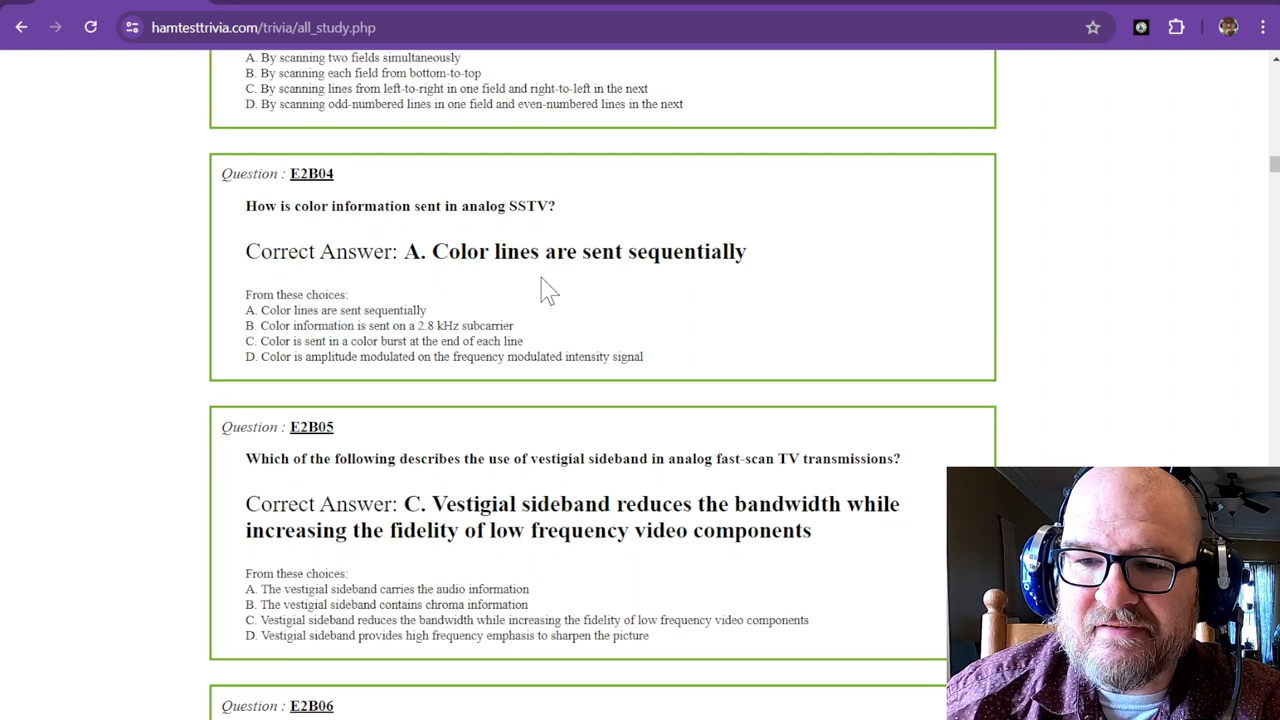 hamtesttrivia.com/trivia/all_study.php
A. By scanning two fields simultaneously
B. By scanning each field from bottom-to-top
C. By scanning lines from left-to-right in one field and right-to-left in the next
D. By scanning odd-numbered lines in one field and even-numbered lines in the next
Question : E2B04
How is color information sent in analog SSTV?
Correct Answer: A. Color lines are sent sequentially
From these choices:
A. Color lines are sent sequentially
B. Color information is sent on a 2.8 kHz subcarrier
C. Color is sent in a color burst at the end of each line
D. Color is amplitude modulated on the frequency modulated intensity signal
Question : E2B05
Which of the following describes the use of vestigial sideband in analog fast-scan TV transmissions?
Correct Answer: C. Vestigial sideband reduces the bandwidth while
increasing the fidelity of low frequency video components
From these choices:
A. The vestigial sideband carries the audio information
B. The vestigial sideband contains chroma information
C. Vestigial sideband reduces the bandwidth while increasing the fidelity of low frequency video components
D. Vestigial sideband provides high frequency emphasis to sharpen the picture
Question : E2B06